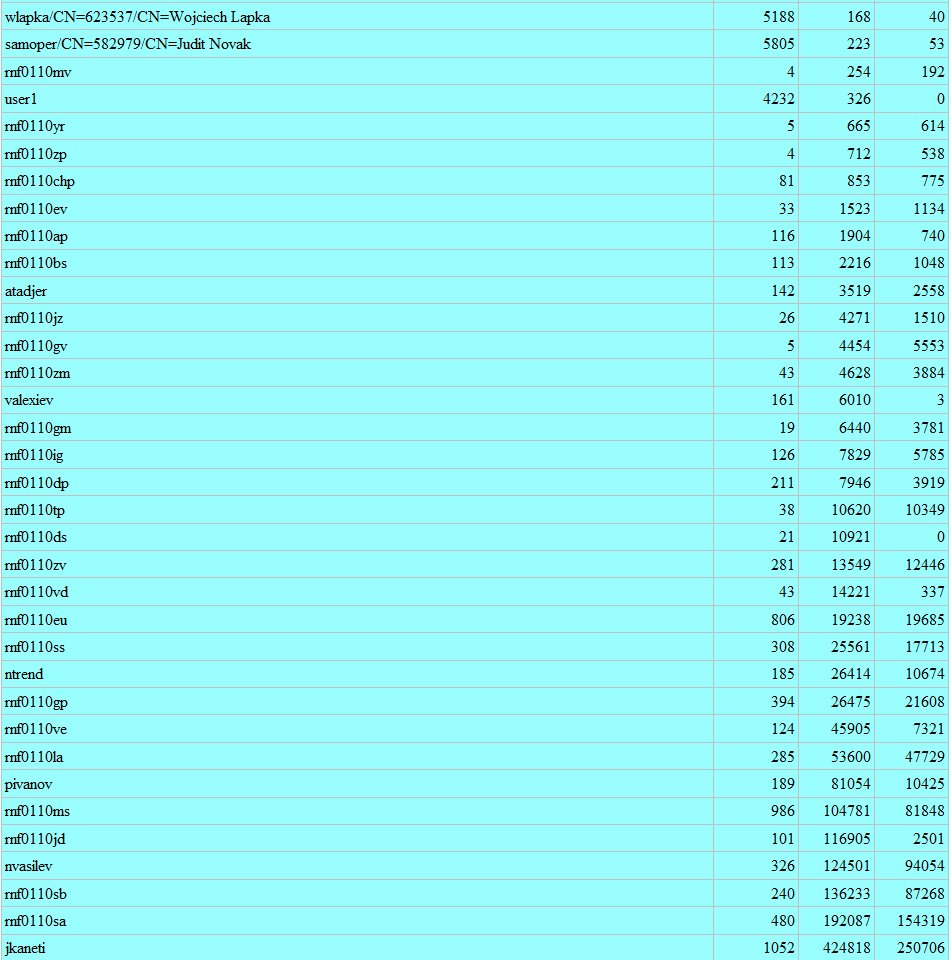 wlapka/CN=623537/CN=Wojciech Lapka 5188 168 40
samoper/CN=582979/CN=Judit Novak 5805 223 53
rnf0110mv 4 254 192
user1 4232 326 0
rnf0110yr 5 665 614
rnf0110zp 4 712 538
rnf0110chp 81 853 775
rnf0110ev 33 1523 1134
rnf0110ap 116 1904 740
rnf0110bs 113 2216 1048
atadjer 142 3519 2558
rnf0110jz 26 4271 1510
rnf0110gv 5 4454 5553
rnf0110zm 43 4628 3884
valexiev 161 6010 3
rnf0110gm 19 6440 3781
rnf0110ig 126 7829 5785
rnf0110dp 211 7946 3919
rnf0110tp 38 10620 10349
rnf0110ds 21 10921 0
rnf0110zv 281 13549 12446
rnf0110vd 43 14221 337
rnf0110eu 806 19238 19685
rnf0110ss 308 25561 17713
ntrend 185 26414 10674
rnf0110gp 394 26475 21608
rnf0110ve 124 45905 7321
rnf0110la 285 53600 47729
pivanov 189 81054 10425
rnf0110ms 986 104781 81848
rnf0110jd 101 116905 2501
nvasilev 326 124501 94054
rnf0110sb 240 136233 87268
rnf0110sa 480 192087 154319
jkaneti 1052 424818 250706